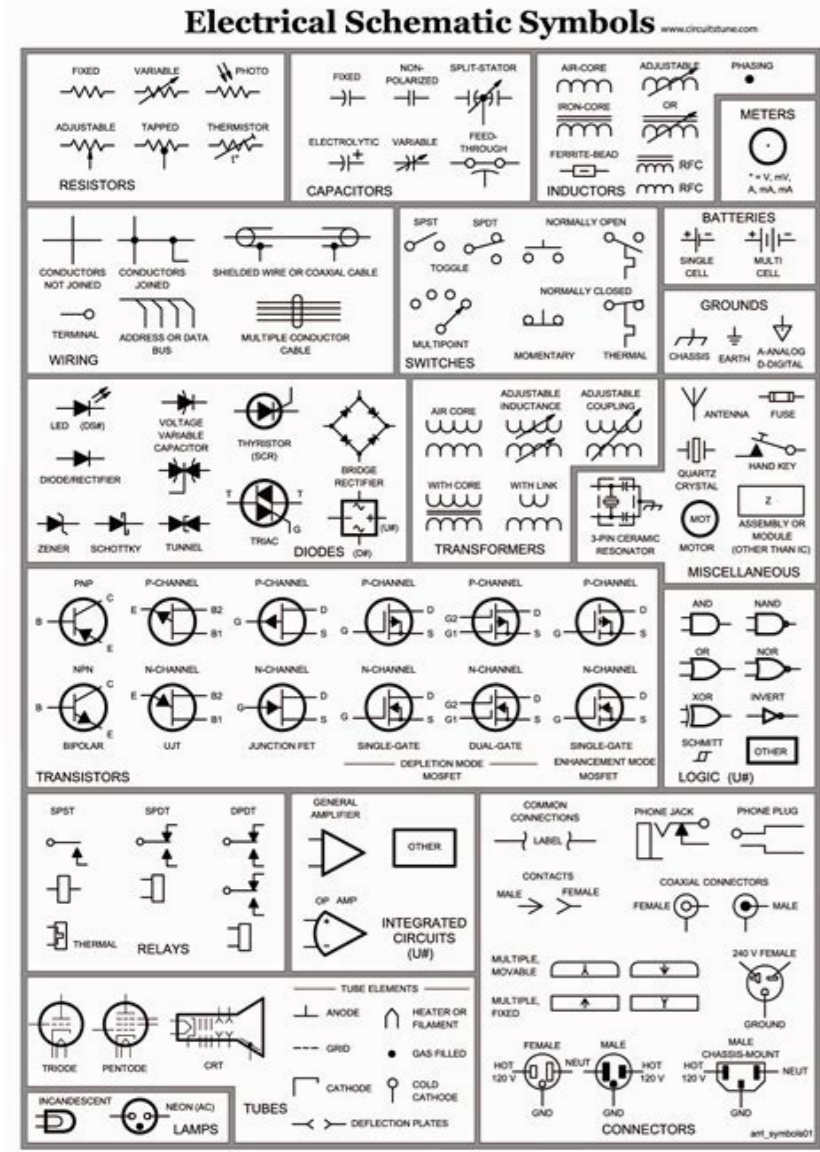 Electrical Schematic Symbols www.circuitstune.com
FIXED VARIABLE PHOTO
ADJUSTABLE TAPPED THERMISTOR
t°
RESISTORS
FIXED NON-POLARIZED SPLIT-STATOR
ELECTROLYTIC VARIABLE FEED-THROUGH
+
CAPACITORS
AIR-CORE ADJUSTABLE PHASING
IRON-CORE OR
FERRITE-BEAD RFC
RFC
INDUCTORS
METERS
* = V, mV,
A, mA, mA
CONDUCTORS NOT JOINED
CONDUCTORS JOINED
SHIELDED WIRE OR COAXIAL CABLE
TERMINAL
ADDRESS OR DATA BUS
MULTIPLE CONDUCTOR CABLE
WIRING
SPST SPDT NORMALLY OPEN
TOGGLE
NORMALLY CLOSED
MULTIPOINT
MOMENTARY THERMAL
SWITCHES
BATTERIES
+ - + -
SINGLE CELL
MULTI CELL
GROUNDS
CHASSIS EARTH
A-ANALOG
D-DIGITAL
LED (DS#)
VOLTAGE VARIABLE CAPACITOR
THYRISTOR (SCR)
BRIDGE RECTIFIER
DIODE/RECTIFIER
T T
G
TRIAC
~ - + ~
(U#)
(D#)
ZENER SCHOTTKY TUNNEL
DIODES
AIR CORE
ADJUSTABLE INDUCTANCE
ADJUSTABLE COUPLING
WITH CORE WITH LINK
TRANSFORMERS
3-PIN CERAMIC RESONATOR
ANTENNA FUSE
QUARTZ CRYSTAL
HAND KEY
MOT
MOTOR
Z
ASSEMBLY OR MODULE
(OTHER THAN IC)
MISCELLANEOUS
PNP P-CHANNEL P-CHANNEL P-CHANNEL P-CHANNEL P-CHANNEL
B C E
E B2 B1
G D S
G D S
G2 G1 D S
G D S
NPN N-CHANNEL N-CHANNEL N-CHANNEL N-CHANNEL N-CHANNEL
B C E
E B2 B1
G D S
G D S
G2 G1 D S
G D S
BIPOLAR UJT JUNCTION FET SINGLE-GATE DUAL-GATE SINGLE-GATE
DEPLETION MODE MOSFET
ENHANCEMENT MODE MOSFET
TRANSISTORS
AND NAND
OR NOR
XOR INVERT
SCHMITT OTHER
LOGIC (U#)
SPST SPDT DPDT
THERMAL
RELAYS
GENERAL AMPLIFIER
OTHER
OP AMP
+
-
INTEGRATED CIRCUITS (U#)
COMMON CONNECTIONS
LABEL
PHONE JACK PHONE PLUG
CONTACTS
MALE FEMALE
COAXIAL CONNECTORS
FEMALE MALE
MULTIPLE, MOVABLE
MULTIPLE, FIXED
240 V FEMALE
GROUND
FEMALE MALE
MALE CHASSIS-MOUNT
HOT 120 V NEUT HOT 120 V HOT 120 V NEUT
GND GND GND
CONNECTORS
arrl_symbols01
TRIODE PENTODE CRT
TUBE ELEMENTS
ANODE
HEATER OR FILAMENT
GRID
GAS FILLED
CATHODE
COLD CATHODE
DEFLECTION PLATES
TUBES
INCANDESCENT NEON (AC)
LAMPS